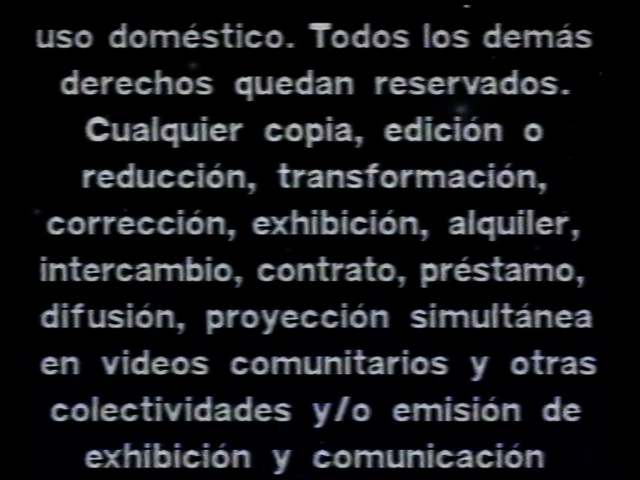 uso doméstico. Todos los demás
derechos quedan reservados.
Cualquier copia, edición o
reducción, transformación,
corrección, exhibición, alquiler,
intercambio, contrato, préstamo,
difusión, proyección simultánea
en videos comunitarios y otras
colectividades y/o emisión de
exhibición y comunicación